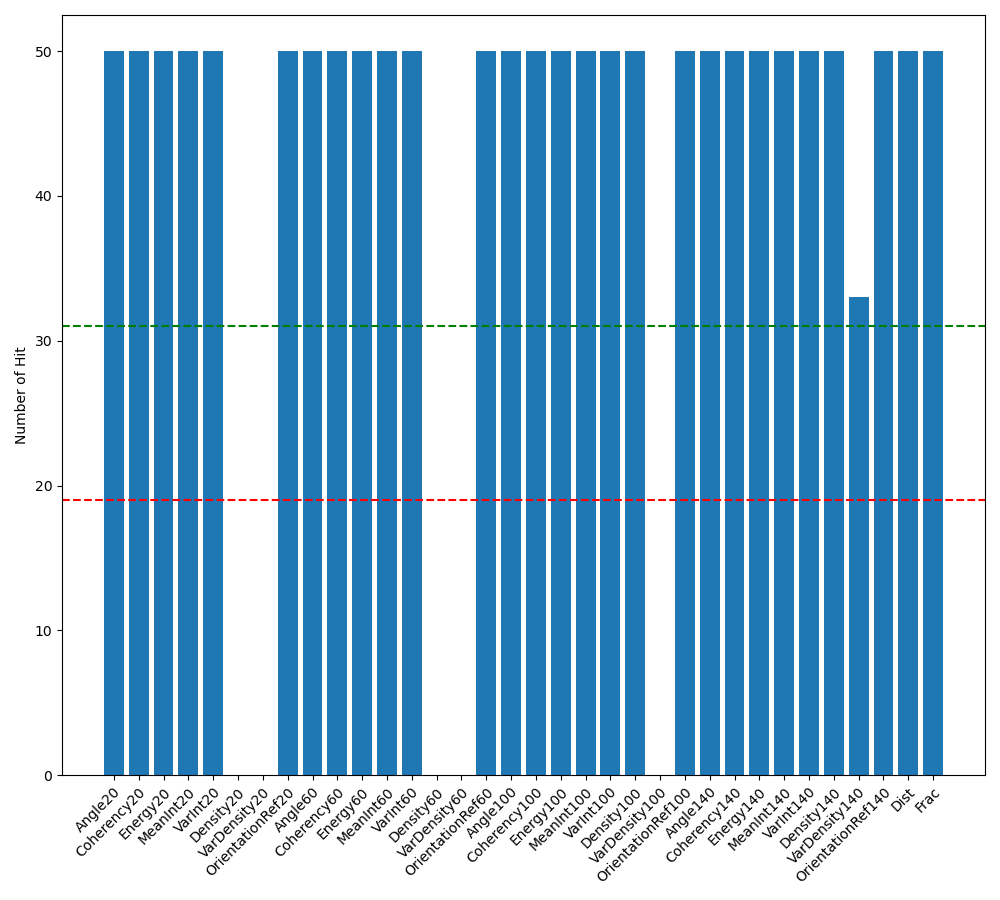 50
40
30
20
10
0
Number of Hit
Angle20
Coherency20
Energy20
MeanInt20
VarInt20
Density20
VarDensity20
OrientationRef20
Angle60
Coherency60
Energy60
MeanInt60
VarInt60
Density60
VarDensity60
OrientationRef60
Angle100
Coherency100
Energy100
MeanInt100
VarInt100
Density100
VarDensity100
OrientationRef100
Angle140
Coherency140
Energy140
MeanInt140
VarInt140
Density140
VarDensity140
OrientationRef140
Dist
Frac